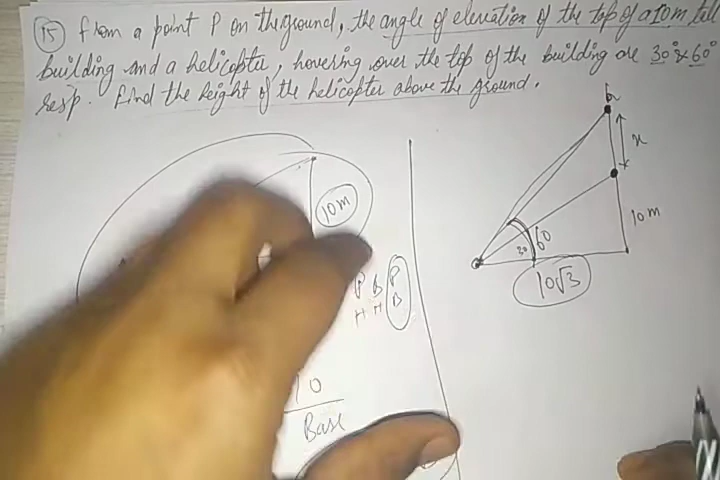 15 from a point P on the ground, the angle of elevation of the top of a 10m tall
building and a helicopter, hovering over the top of the building are 30° & 60°
resp. Find the height of the helicopter above the ground.
h
x
10m
10m
60
30
10√3
P B P
H H B
10
Base